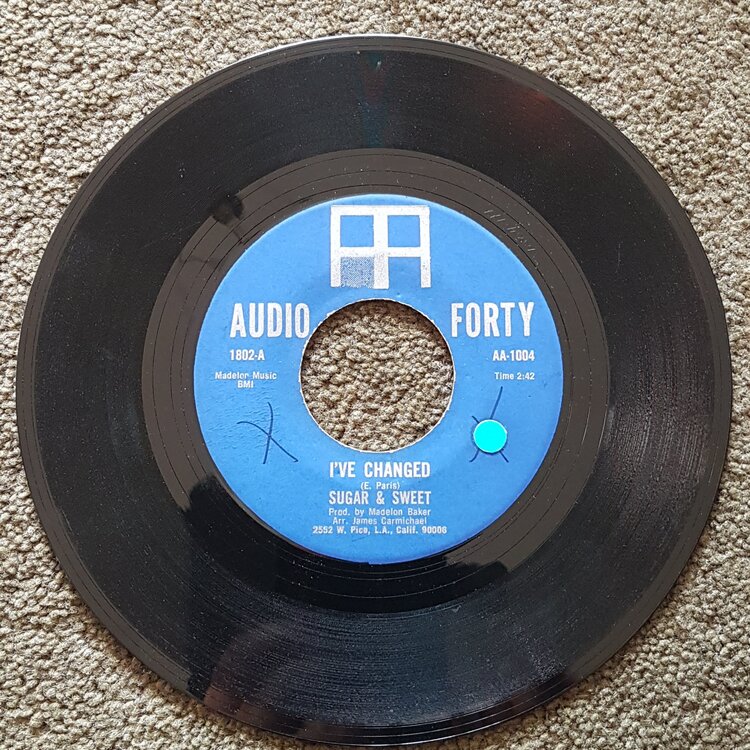 AUDIO FORTY
1802-A AA-1004
Madelon Music Time 2:42
BMI
I'VE CHANGED
(E. Paris)
SUGAR & SWEET
Prod. by Madelon Baker
Arr. James Carmichael
2552 W. Pico, L.A., Calif. 90006